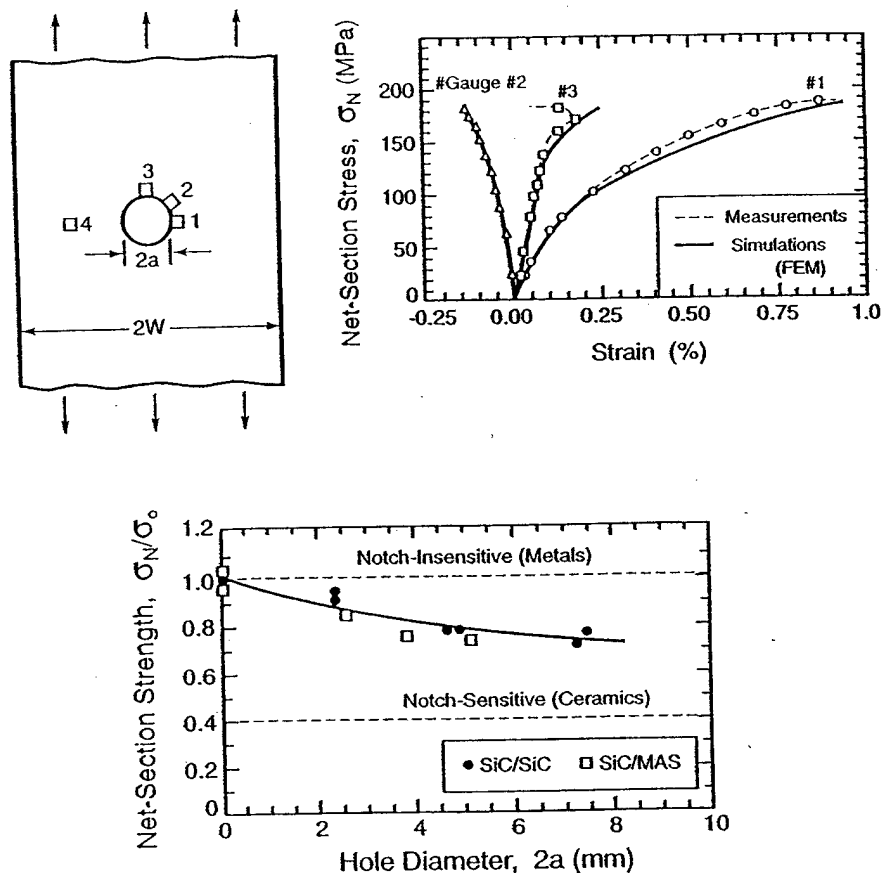 3
2
1
4
2a
2W
Net-Section Stress, σN (MPa)
200
150
100
50
0
#Gauge #2
#3
#1
Measurements
Simulations
(FEM)
-0.25
0.00
0.25
0.50
0.75
1.00
Strain (%)
Net-Section Strength, σN/σo
1.2
1.0
0.8
0.6
0.4
0.2
0
Notch-Insensitive (Metals)
Notch-Sensitive (Ceramics)
SiC/SiC
SiC/MAS
0
2
4
6
8
10
Hole Diameter, 2a (mm)